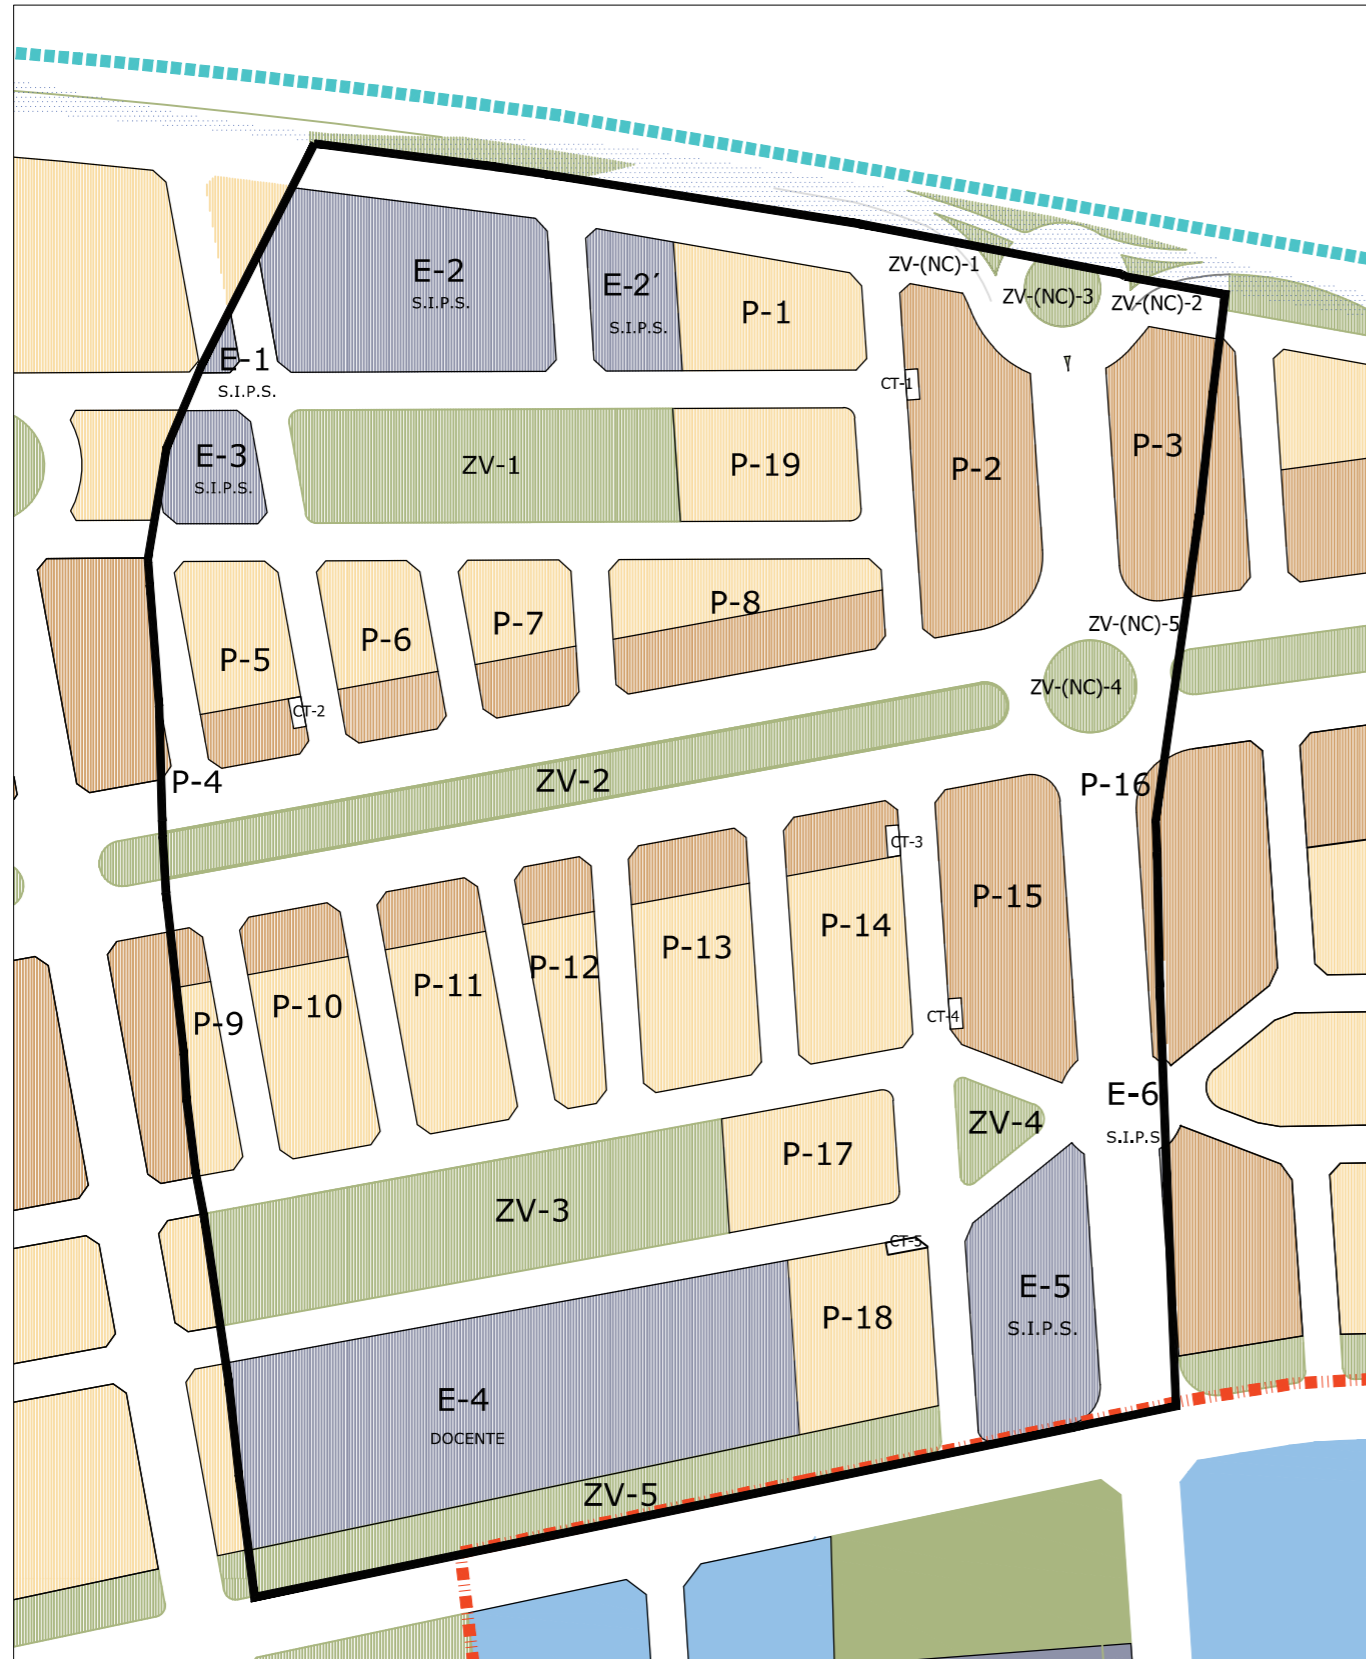 ZV-(NC)-1
E-2
S.I.P.S.
E-2´
S.I.P.S.
P-1
ZV-(NC)-3
ZV-(NC)-2
E-1
S.I.P.S.
CT-1
E-3
S.I.P.S.
ZV-1
P-19
P-2
P-3
P-5
P-6
P-7
P-8
ZV-(NC)-5
CT-2
ZV-(NC)-4
P-4
ZV-2
P-16
CT-3
P-9
P-10
P-11
P-12
P-13
P-14
P-15
CT-4
E-6
S.I.P.S
ZV-4
P-17
ZV-3
CT-5
E-5
S.I.P.S.
P-18
E-4
DOCENTE
ZV-5